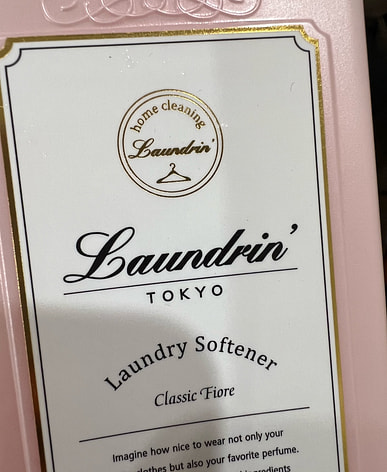 home cleaning
Laundrin'
Laundrin'
TOKYO
Laundry Softener
Classic Fiore
Imagine how nice to wear not only your
clothes but also your favorite perfume.